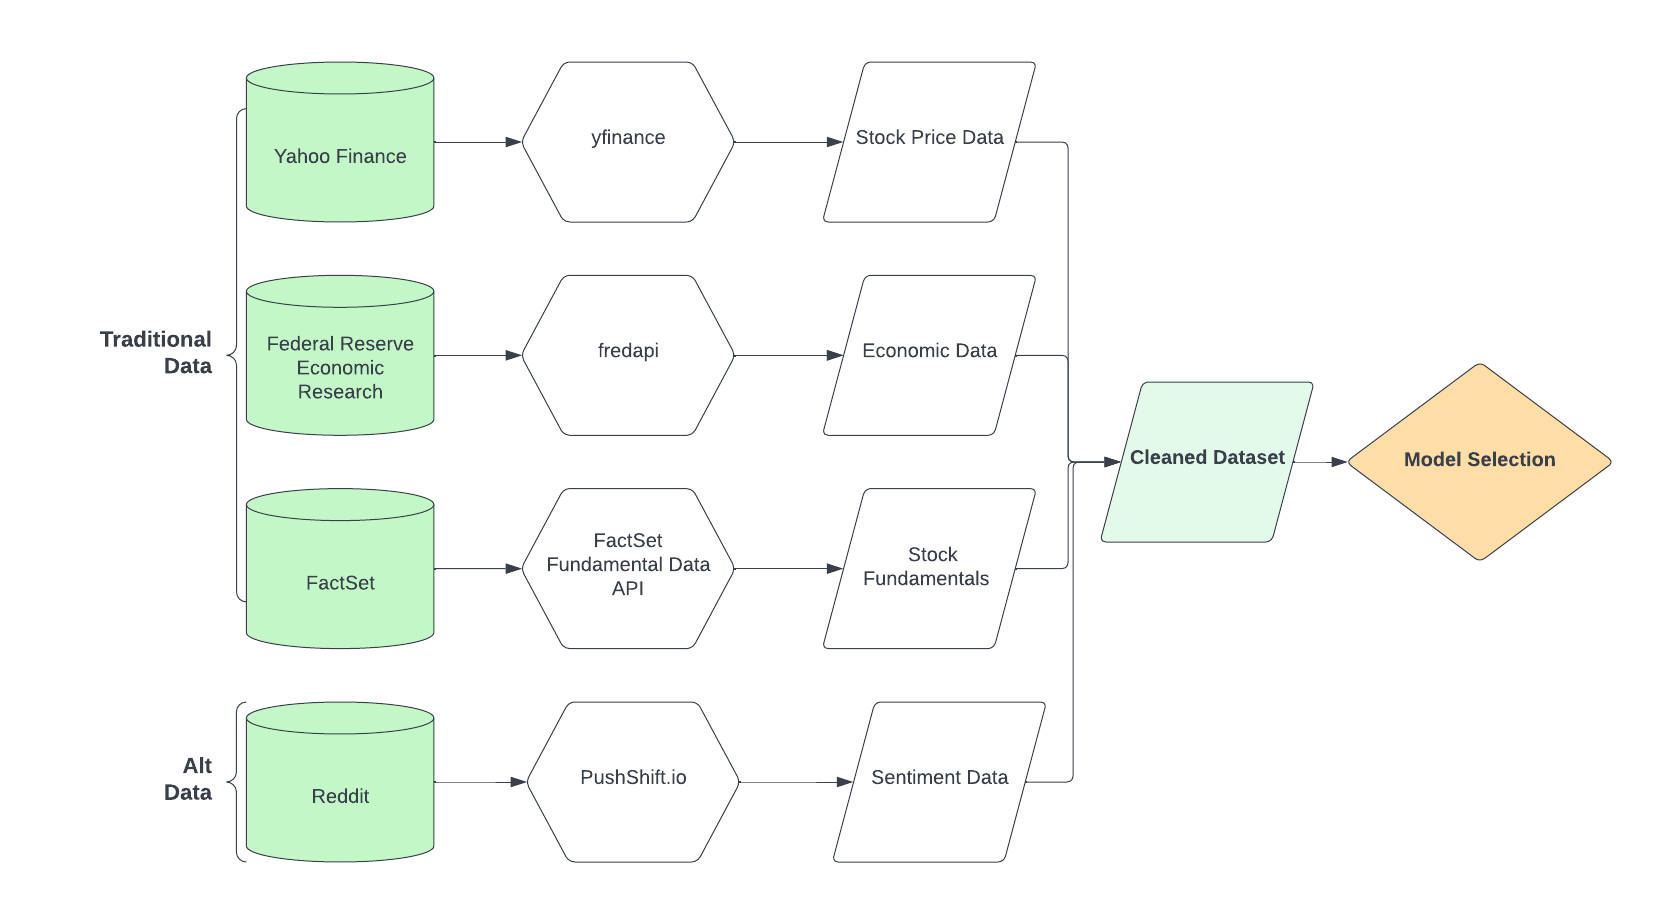 Yahoo Finance
yfinance
Stock Price Data
Traditional
Data
Federal Reserve
Economic
Research
fredapi
Economic Data
Cleaned Dataset
Model Selection
FactSet
FactSet
Fundamental Data
API
Stock
Fundamentals
Alt
Data
Reddit
PushShift.io
Sentiment Data